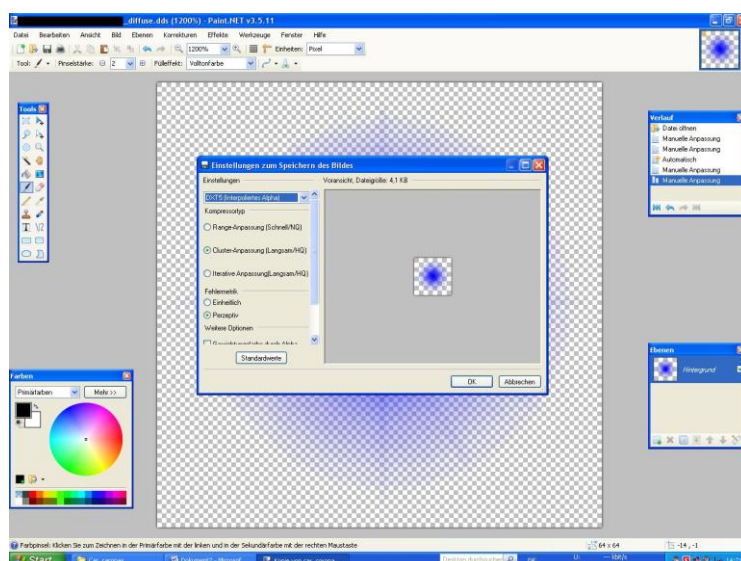 _diffuse.dds (1200%) - Paint.NET v3.5.11
Datei Bearbeiten Ansicht Bild Ebenen Korrekturen Effekte Werkzeuge Fenster Hilfe
1200% Einheiten: Pixel
Tool: Pinselstärke: 2 Fülleffekt: Volltonfarbe
Tools
Verlauf
Datei öffnen
Manuelle Anpassung
Manuelle Anpassung
Automatisch
Manuelle Anpassung
Manuelle Anpassung
Einstellungen zum Speichern des Bildes
Einstellungen
Voransicht, Dateigröße: 4,1 KB
DXT5 (Interpoliertes Alpha)
Kompressortyp
Range-Anpassung (Schnell/NQ)
Cluster-Anpassung (Langsam/HQ)
Iterative Anpassung(Langsam/HQ)
Fehlermetrik
Einheitlich
Perzeptiv
Weitere Optionen
Standardwerte
OK Abbrechen
Ebenen
Hintergrund
Farben
Primärfarben Mehr >>
Farbpinsel: Klicken Sie zum Zeichnen in der Primärfarbe mit der linken und in der Sekundärfarbe mit der rechten Maustaste
64 x 64
-14, -1
Start
Desktop durchsuchen
U: --- kbit/s